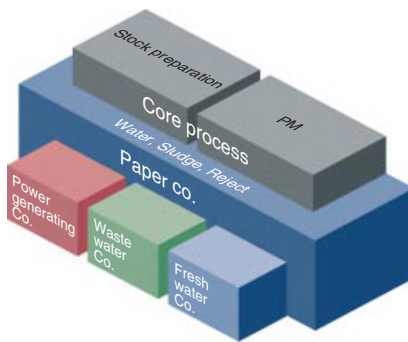 Stock preparation
PM
Core process
Water, Sludge, Reject
Paper co.
Power
generating
Co.
Waste
water
Co.
Fresh
water
Co.